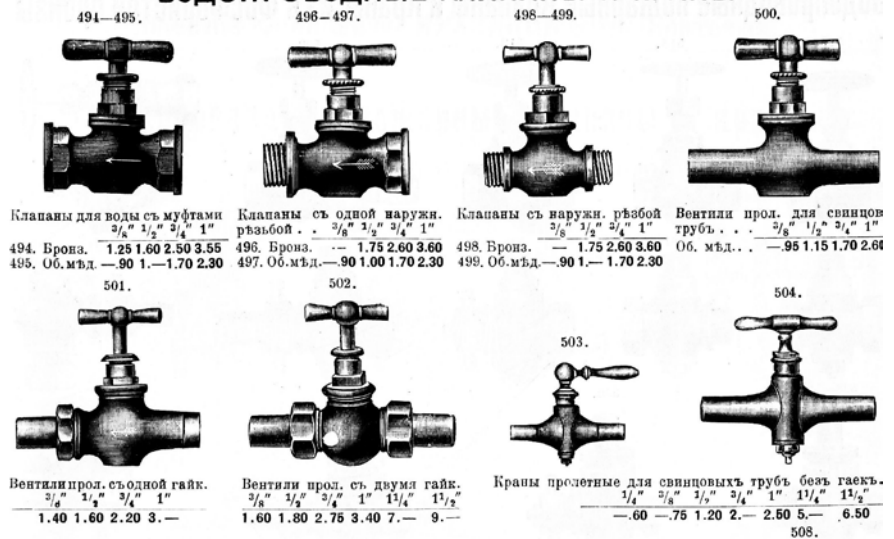 494—495.
496—497.
498—499.
500.
Клапаны для воды съ муфтами
3/8" 1/2" 3/4" 1"
494. Бронз. 1.25 1.60 2.50 3.55
495. Об.мѣд. —.90 1.— 1.70 2.30
Клапаны съ одной наружн.
рѣзьбой . . 3/8" 1/2" 3/4" 1"
496. Бронз. — 1.75 2.60 3.60
497. Об.мѣд. —.90 1.00 1.70 2.30
Клапаны съ наружн. рѣзбой
3/8" 1/2" 3/4" 1"
498. Бронз. — 1.75 2.60 3.60
499. Об.мѣд. —.90 1.— 1.70 2.30
Вентили прол. для свинцов
трубъ . . . 3/8" 1/2" 3/4" 1"
Об. мѣд. . . —.95 1.15 1.70 2.60
501.
502.
503.
504.
Вентили прол. съ одной гайк.
3/8" 1/2" 3/4" 1"
1.40 1.60 2.20 3.—
Вентили прол. съ двумя гайк.
3/8" 1/2" 3/4" 1" 1 1/4" 1 1/2"
1.60 1.80 2.75 3.40 7.— 9.—
Краны пролетные для свинцовыхъ трубъ безъ гаекъ.
1/4" 3/8" 1/2" 3/4" 1" 1 1/4" 1 1/2"
—.60 —.75 1.20 2.— 2.50 5.— 6.50
508.